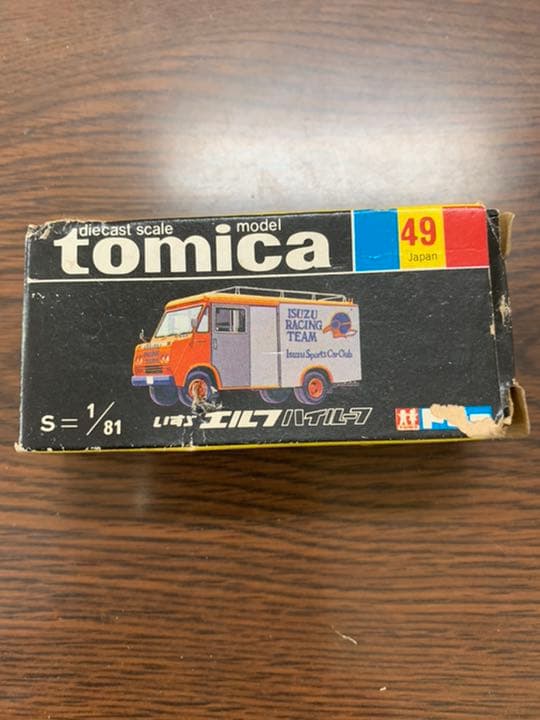 diecast scale model
tomica
49
Japan
ISUZU
RACING
TEAM
Isuzu Sports Car Club
S = 1/81
いすゞ エルフ ハイルーフ